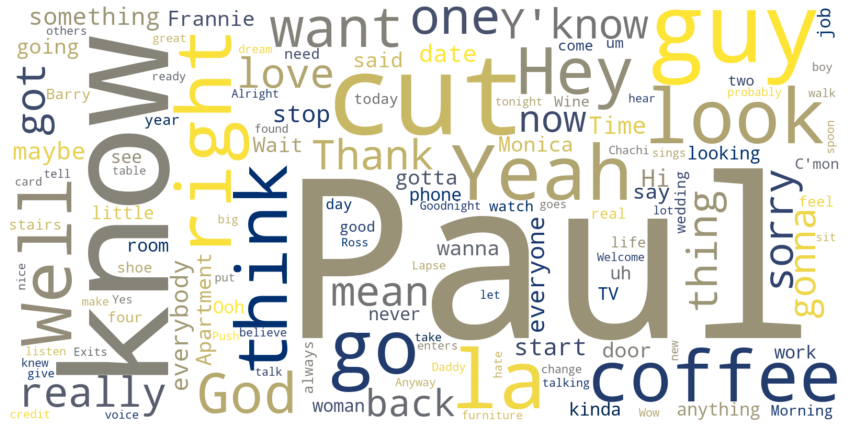 something
Frannie
want
one
Y'know
guy
job
others
great
going
need
come
um
know
right
dream
ready
love
said
date
Hey
boy
two
got
Barry
Alright
cut
today
tonight
Wine
hear
look
probably
walk
year
stop
now
Time
spoon
found
maybe
see
Wait
Thank
Yeah
Monica
Chachi
sings
looking
C'mon
table
card
tell
think
gotta
phone
Hi
say
Well
little
stairs
big
day
Goodnight
watch
goes
real
lot
wedding
thing
sorry
feel
gonna
room
good
Ross
Paul
wanna
everyone
life
Welcome
uh
TV
sit
nice
shoe
everybody
Apartment
put
Lapse
mean
let
make
Yes
four
Ooh
never
Push
believe
go
take
start
door
new
work
listen
Exits
knew
give
talk
always
enters
Daddy
hate
change
talking
coffee
really
God
Anyway
la
woman
back
furniture
kinda
Wow
anything
Morning
credit
voice